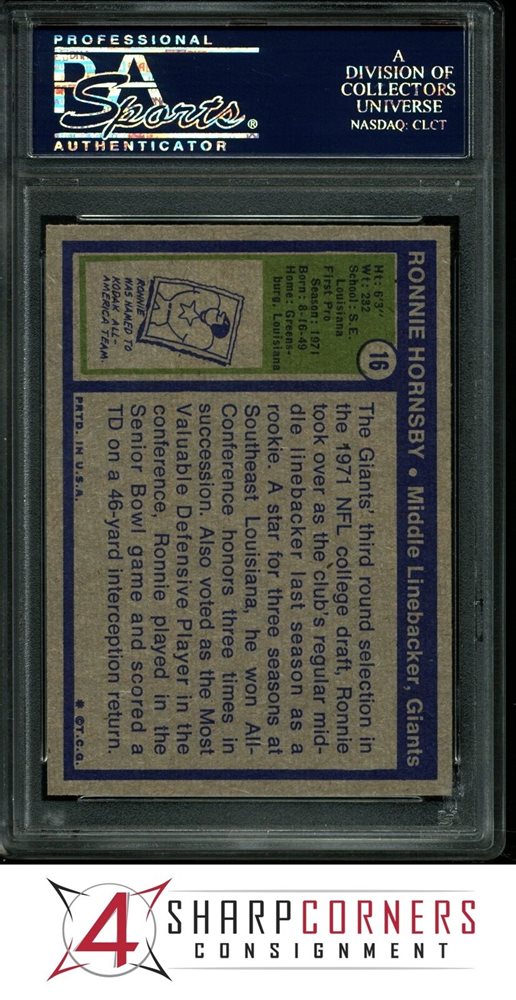 PROFESSIONAL
PSA
Sports®
AUTHENTICATOR
A
DIVISION OF
COLLECTORS
UNIVERSE
NASDAQ: CLCT
RONNIE HORNSBY • Middle Linebacker, Giants
16
Ht: 6'3"
Wt: 232
School: S.E.
Louisiana
First Pro
Season: 1971
Born: 8-16-49
Home: Greens-
burg, Louisiana
RONNIE
WAS NAMED TO
KODAK ALL-
AMERICA TEAM.
The Giants' third round selection in
the 1971 NFL college draft, Ronnie
took over as the club's regular mid-
dle linebacker last season as a
rookie. A star for three seasons at
Southeast Louisiana, he won All-
Conference honors three times in
succession. Also voted as the Most
Valuable Defensive Player in the
conference, Ronnie played in the
Senior Bowl game and scored a
TD on a 46-yard interception return.
PRTD. IN U.S.A.
* ©T.C.G.
4
SHARPCORNERS
CONSIGNMENT